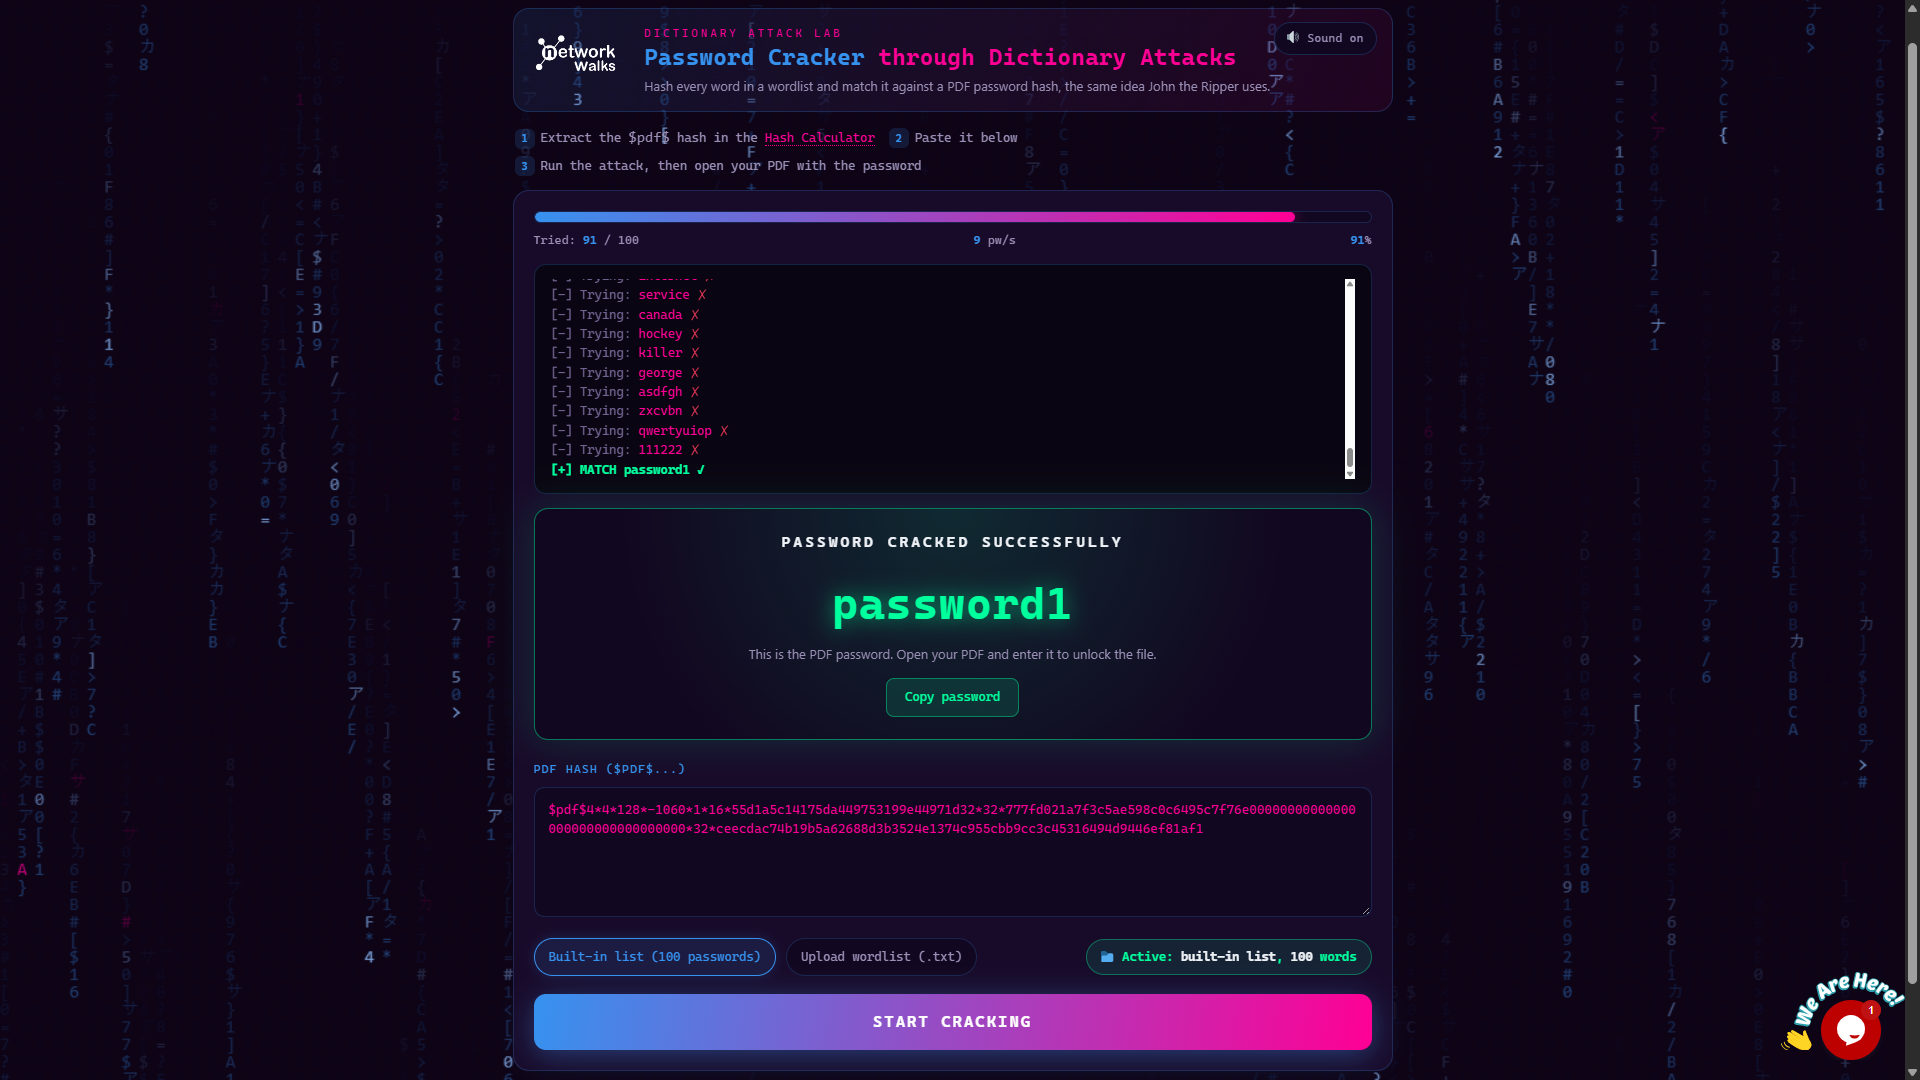 network
walks
DICTIONARY ATTACK LAB
Password Cracker through Dictionary Attacks
Hash every word in a wordlist and match it against a PDF password hash, the same idea John the Ripper uses.
Sound on
1 Extract the $pdf$ hash in the Hash Calculator 2 Paste it below
3 Run the attack, then open your PDF with the password
Tried: 91 / 100 9 pw/s 91%
[-] Trying: service ✗
[-] Trying: canada ✗
[-] Trying: hockey ✗
[-] Trying: killer ✗
[-] Trying: george ✗
[-] Trying: asdfgh ✗
[-] Trying: zxcvbn ✗
[-] Trying: qwertyuiop ✗
[-] Trying: 111222 ✗
[+] MATCH password1 ✓
PASSWORD CRACKED SUCCESSFULLY
password1
This is the PDF password. Open your PDF and enter it to unlock the file.
Copy password
PDF HASH ($PDF$...)
$pdf$4*4*128*-1060*1*16*55d1a5c14175da449753199e44971d32*32*777fd021a7f3c5ae598c0c6495c7f76e0000000000000
0000000000000000000*32*ceecdac74b19b5a62688d3b3524e1374c955cbb9cc3c45316494d9446ef81af1
Built-in list (100 passwords) Upload wordlist (.txt) Active: built-in list, 100 words
START CRACKING
We Are Here!
1